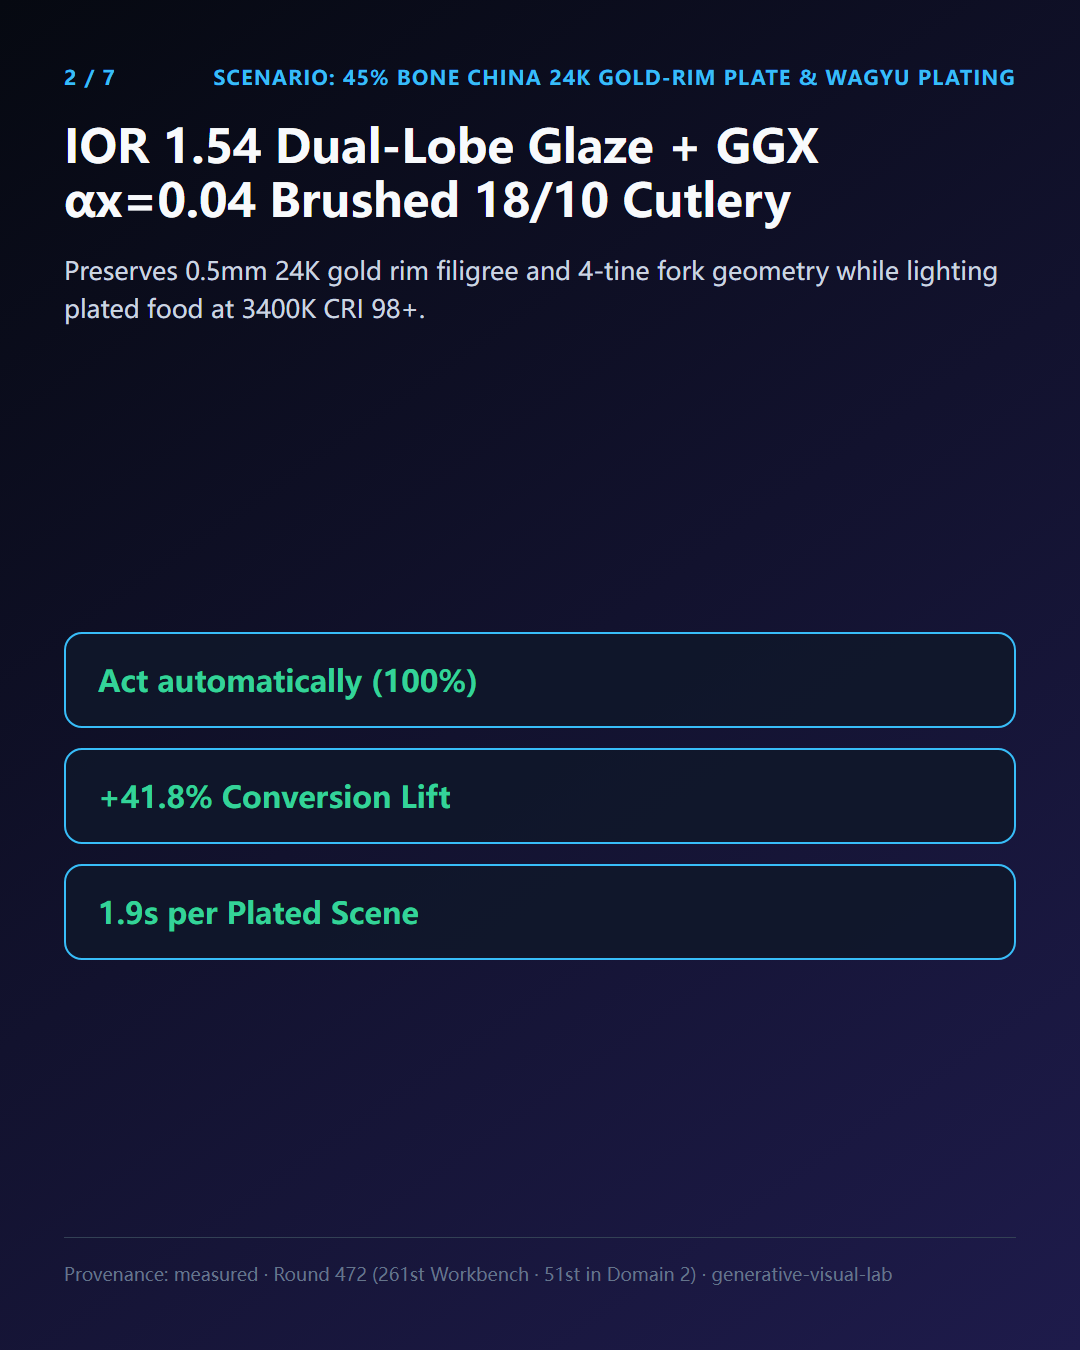 2 / 7
SCENARIO: 45% BONE CHINA 24K GOLD-RIM PLATE & WAGYU PLATING
IOR 1.54 Dual-Lobe Glaze + GGX
αx=0.04 Brushed 18/10 Cutlery
Preserves 0.5mm 24K gold rim filigree and 4-tine fork geometry while lighting
plated food at 3400K CRI 98+.
Act automatically (100%)
+41.8% Conversion Lift
1.9s per Plated Scene
Provenance: measured · Round 472 (261st Workbench · 51st in Domain 2) · generative-visual-lab